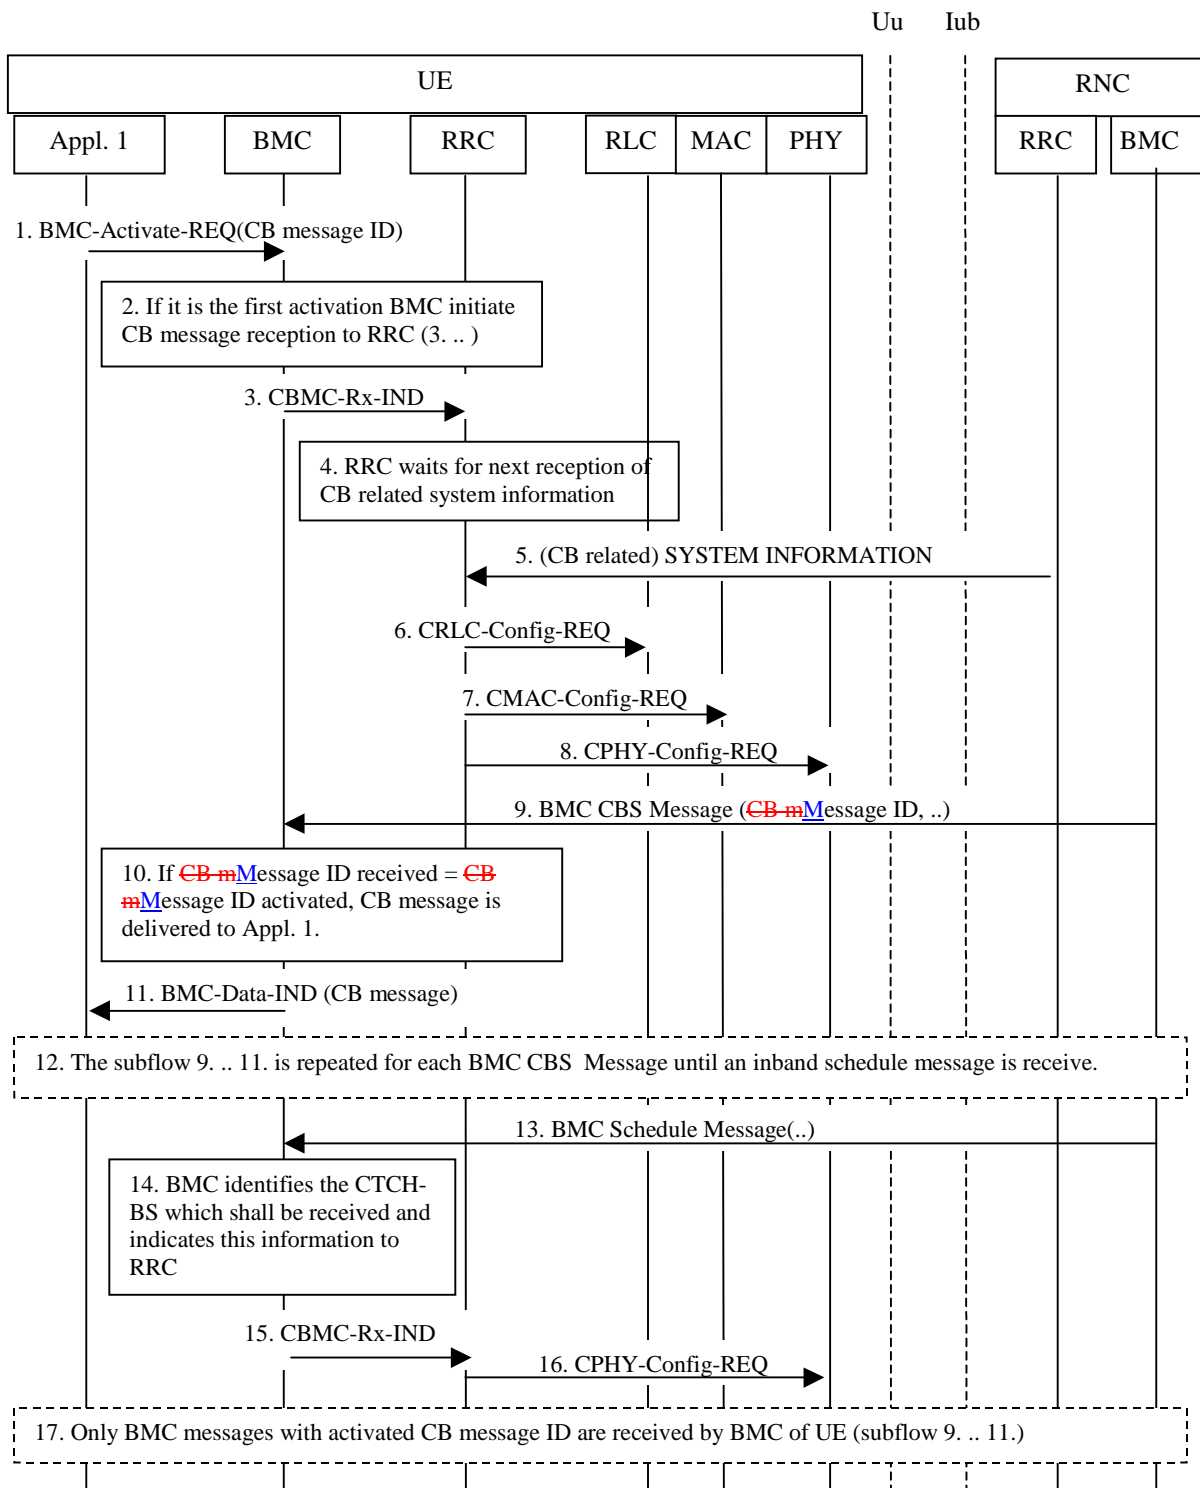 Uu Iub
UE
RNC
Appl. 1 BMC RRC RLC MAC PHY RRC BMC
1. BMC-Activate-REQ(CB message ID)
2. If it is the first activation BMC initiate
CB message reception to RRC (3. .. )
3. CBMC-Rx-IND
4. RRC waits for next reception of
CB related system information
5. (CB related) SYSTEM INFORMATION
6. CRLC-Config-REQ
7. CMAC-Config-REQ
8. CPHY-Config-REQ
9. BMC CBS Message (CB mMessage ID, ..)
10. If CB mMessage ID received = CB
mMessage ID activated, CB message is
delivered to Appl. 1.
11. BMC-Data-IND (CB message)
12. The subflow 9. .. 11. is repeated for each BMC CBS  Message until an inband schedule message is receive.
13. BMC Schedule Message(..)
14. BMC identifies the CTCH-
BS which shall be received and
indicates this information to
RRC
15. CBMC-Rx-IND
16. CPHY-Config-REQ
17. Only BMC messages with activated CB message ID are received by BMC of UE (subflow 9. .. 11.)